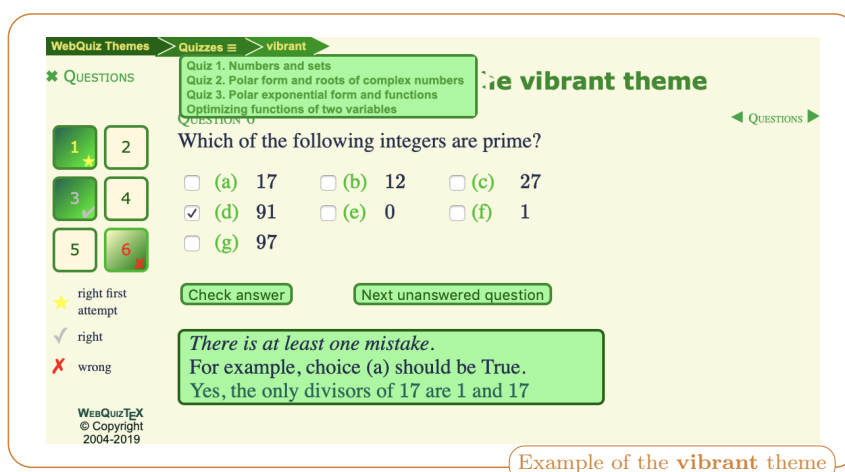 WebQuiz Themes Quizzes ≡ vibrant
Quiz 1. Numbers and sets
Quiz 2. Polar form and roots of complex numbers
Quiz 3. Polar exponential form and functions
Optimizing functions of two variables
✖ QUESTIONS
vibrant theme
QUESTION 6
◀ QUESTIONS ▶
Which of the following integers are prime?
(a) 17 (b) 12 (c) 27
(d) 91 (e) 0 (f) 1
(g) 97
1 2
3 4
5 6
Check answer Next unanswered question
right first
attempt
right
wrong
There is at least one mistake.
For example, choice (a) should be True.
Yes, the only divisors of 17 are 1 and 17
WEBQUIZTEX
© Copyright
2004-2019
Example of the vibrant theme